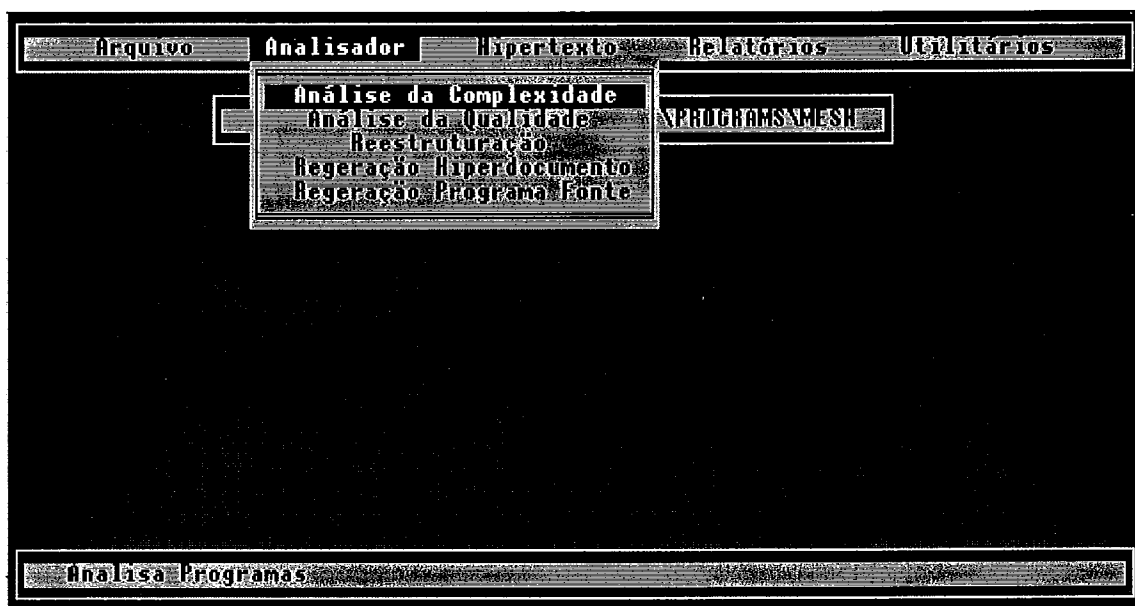 Arquivo Analisador Hipertexto Relatórios Utilitários
Análise da Complexidade
Análise da Qualidade \PROGRAMS\MESH
Reestruturação
Regeração Hiperdocumento
Regeração Programa Fonte
Analisa Programas